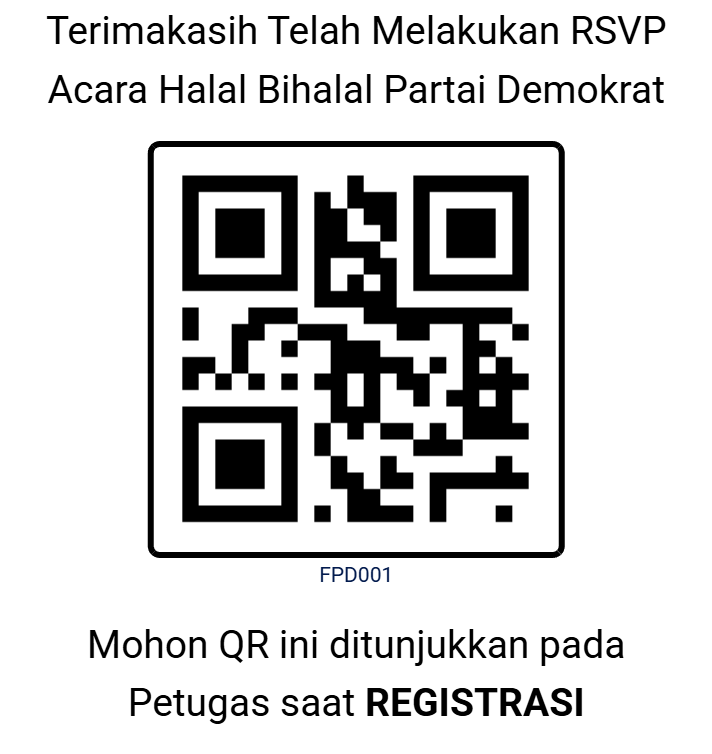 Terimakasih Telah Melakukan RSVP
Acara Halal Bihalal Partai Demokrat
FPD001
Mohon QR ini ditunjukkan pada
Petugas saat REGISTRASI